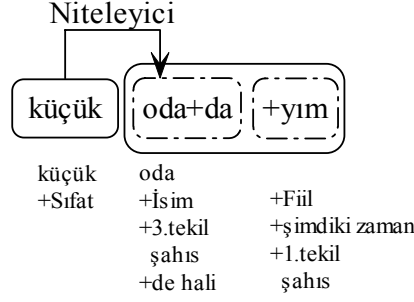 Niteleyici
küçük oda+da +yım
küçük oda
+Sıfat +İsim +Fiil
+3.tekil +şimdiki zaman
şahıs +1.tekil
+de hali şahıs